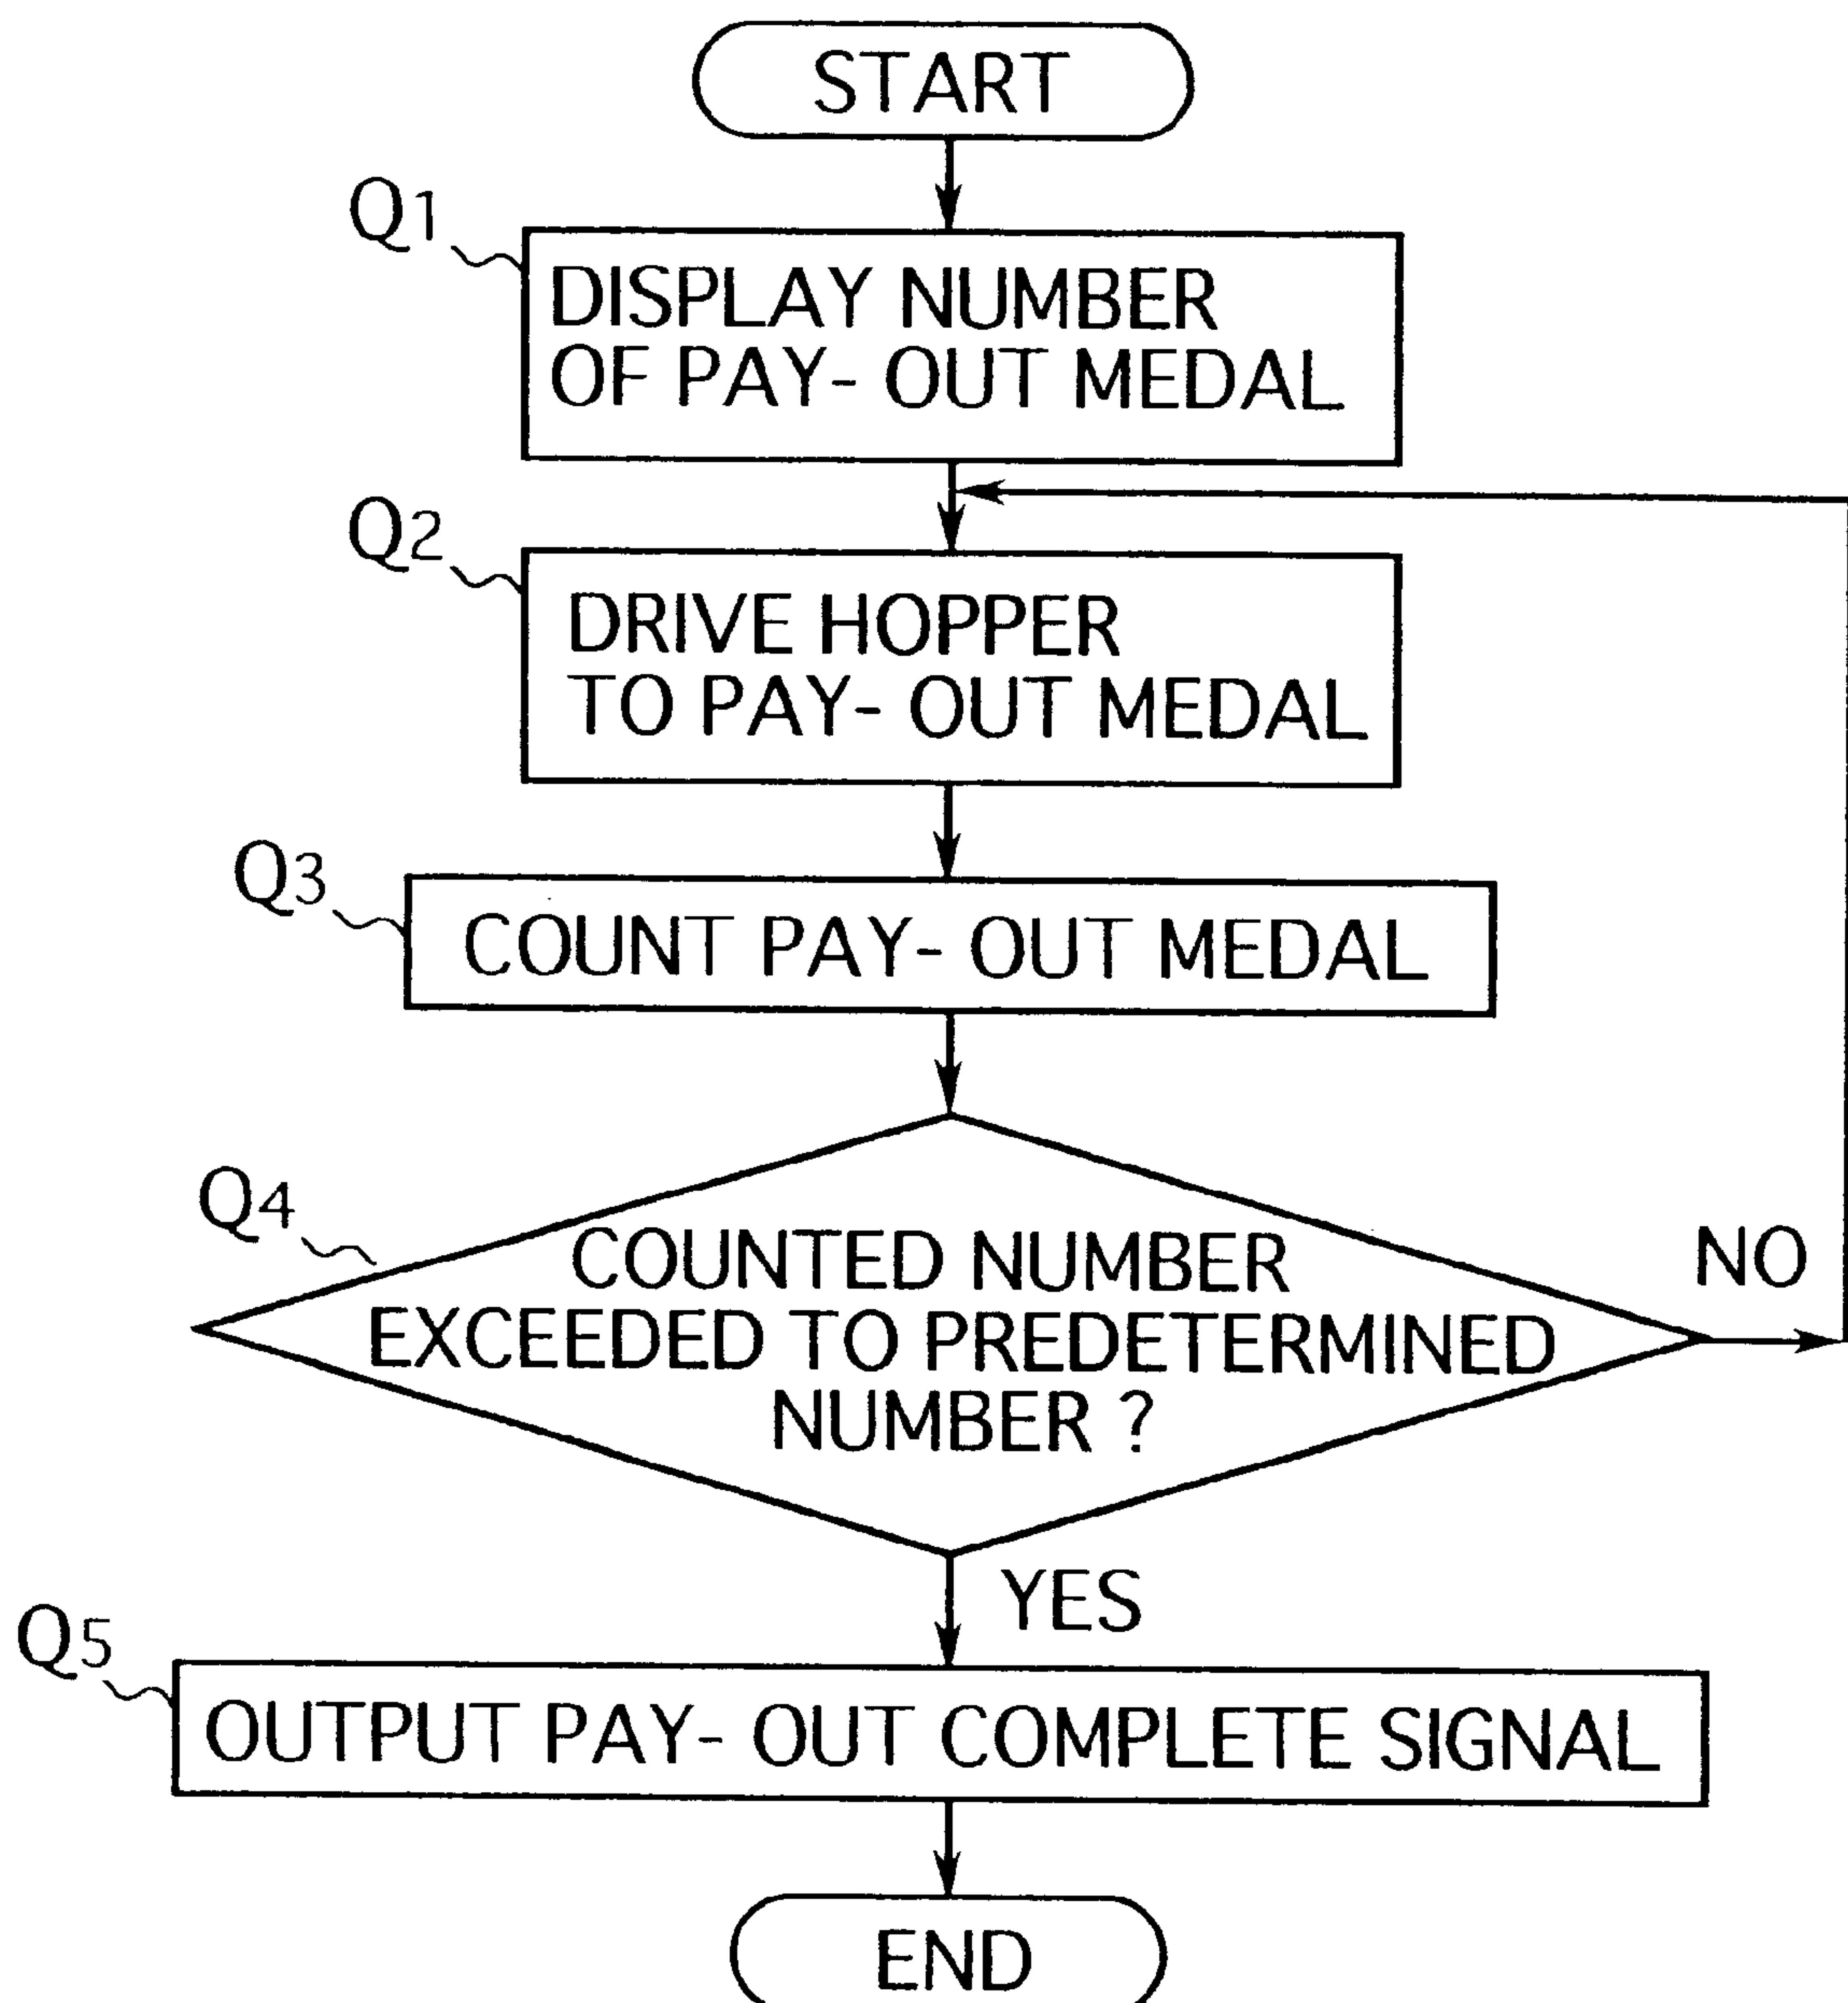 START
Q1
DISPLAY NUMBER
OF PAY- OUT MEDAL
Q2
DRIVE HOPPER
TO PAY- OUT MEDAL
Q3
COUNT PAY- OUT MEDAL
Q4
COUNTED NUMBER
EXCEEDED TO PREDETERMINED
NUMBER ?
NO
YES
Q5
OUTPUT PAY- OUT COMPLETE SIGNAL
END